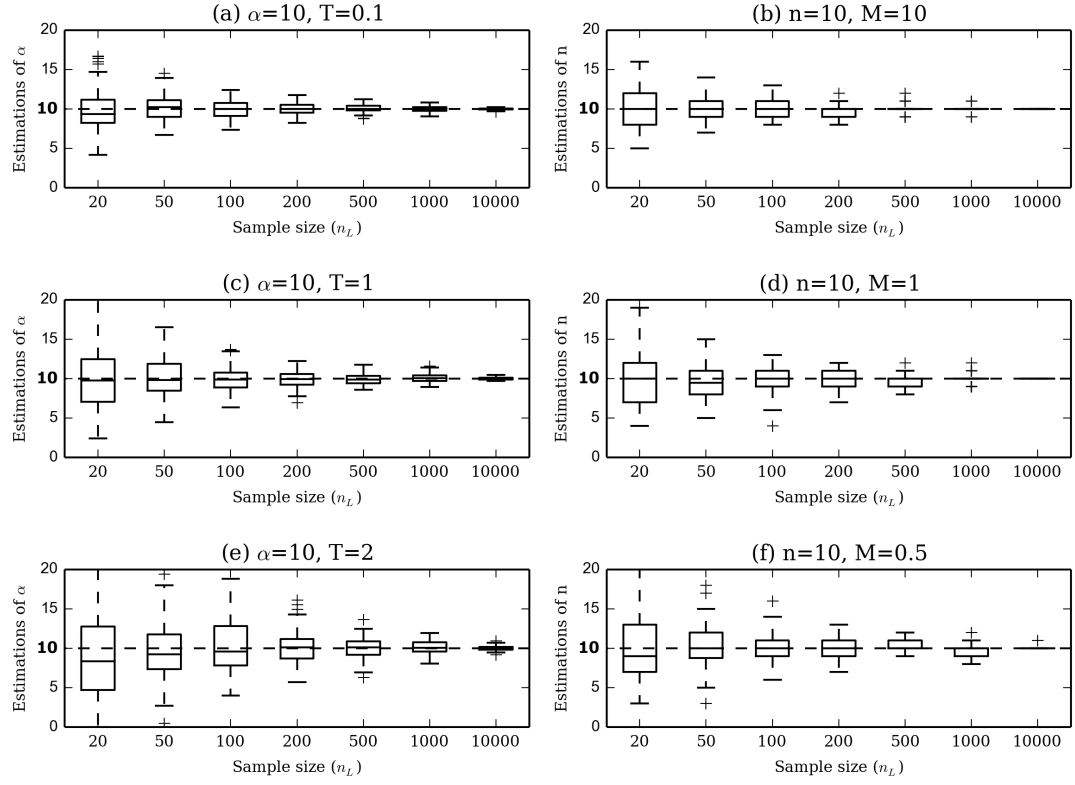 (a) α=10, T=0.1
Estimations of α
20
15
10
5
0
20 50 100 200 500 1000 10000
Sample size (n_L)
(b) n=10, M=10
Estimations of n
20
15
10
5
0
20 50 100 200 500 1000 10000
Sample size (n_L)
(c) α=10, T=1
Estimations of α
20
15
10
5
0
20 50 100 200 500 1000 10000
Sample size (n_L)
(d) n=10, M=1
Estimations of n
20
15
10
5
0
20 50 100 200 500 1000 10000
Sample size (n_L)
(e) α=10, T=2
Estimations of α
20
15
10
5
0
20 50 100 200 500 1000 10000
Sample size (n_L)
(f) n=10, M=0.5
Estimations of n
20
15
10
5
0
20 50 100 200 500 1000 10000
Sample size (n_L)